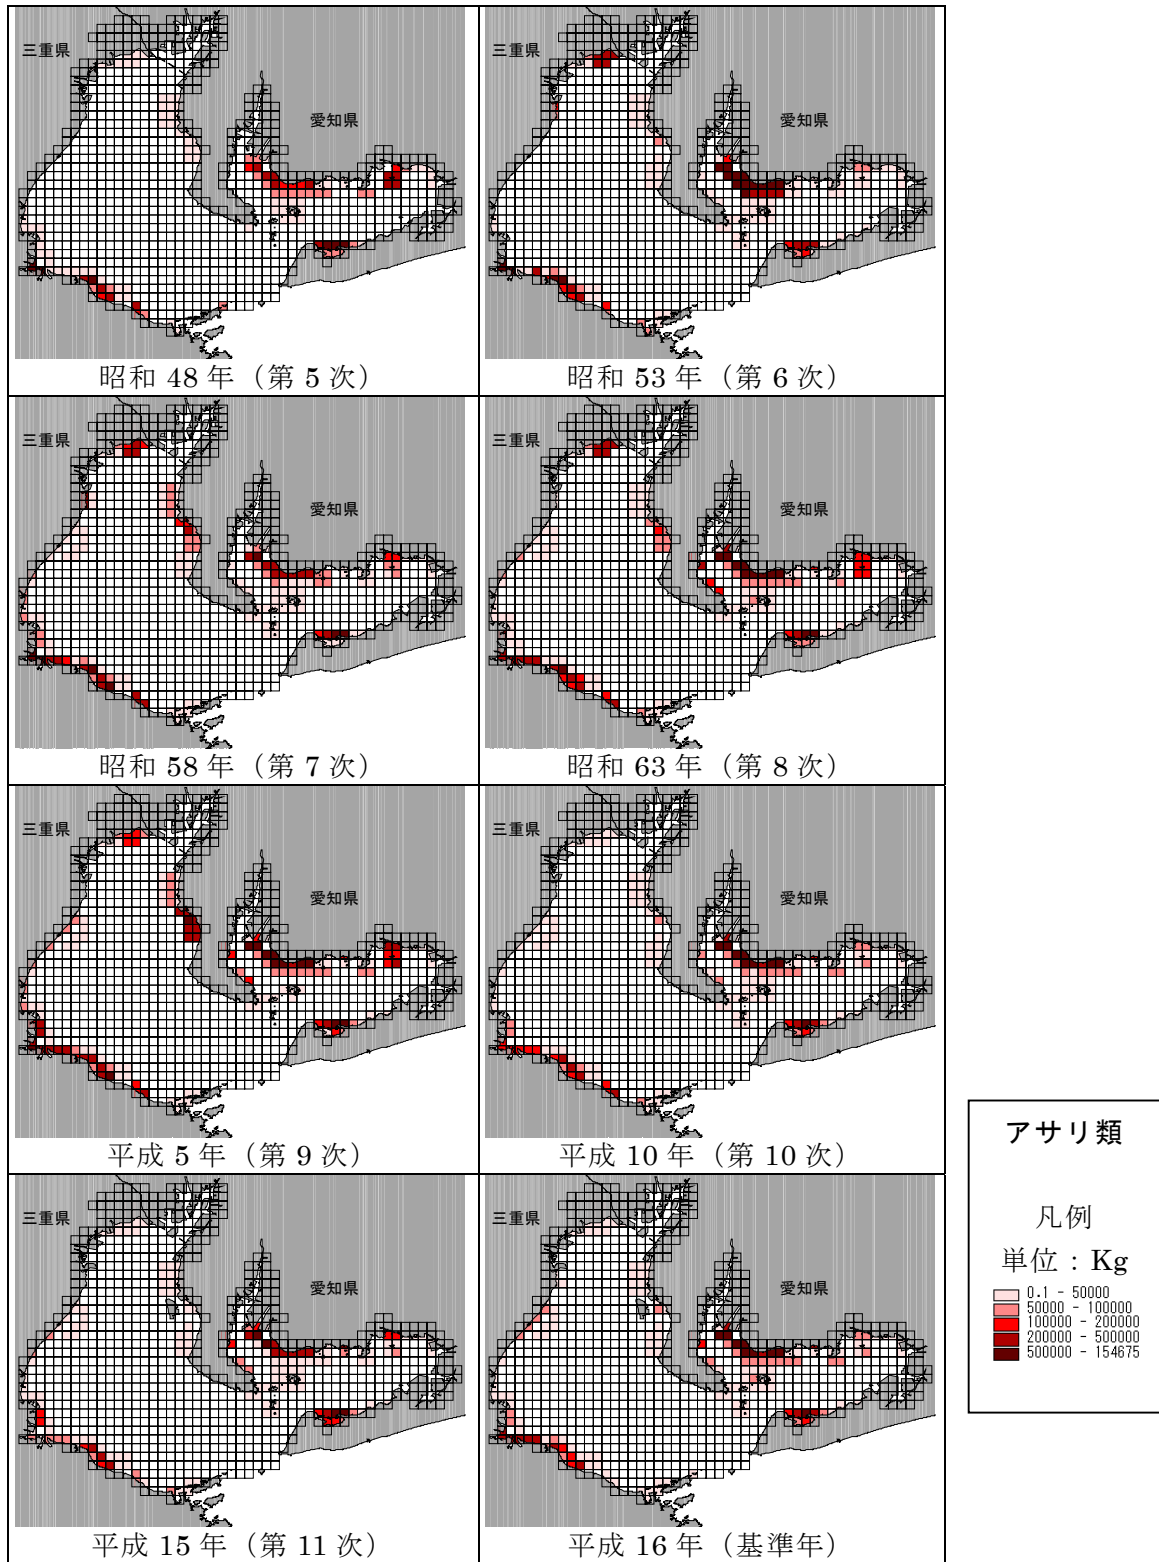 三重県
愛知県
昭和 48 年（第 5 次）
三重県
愛知県
昭和 53 年（第 6 次）
三重県
愛知県
昭和 58 年（第 7 次）
三重県
愛知県
昭和 63 年（第 8 次）
三重県
愛知県
平成 5 年（第 9 次）
三重県
愛知県
平成 10 年（第 10 次）
三重県
愛知県
平成 15 年（第 11 次）
三重県
愛知県
平成 16 年（基準年）
アサリ類
凡例
単位：Kg
0.1 - 50000
50000 - 100000
100000 - 200000
200000 - 500000
500000 - 154675